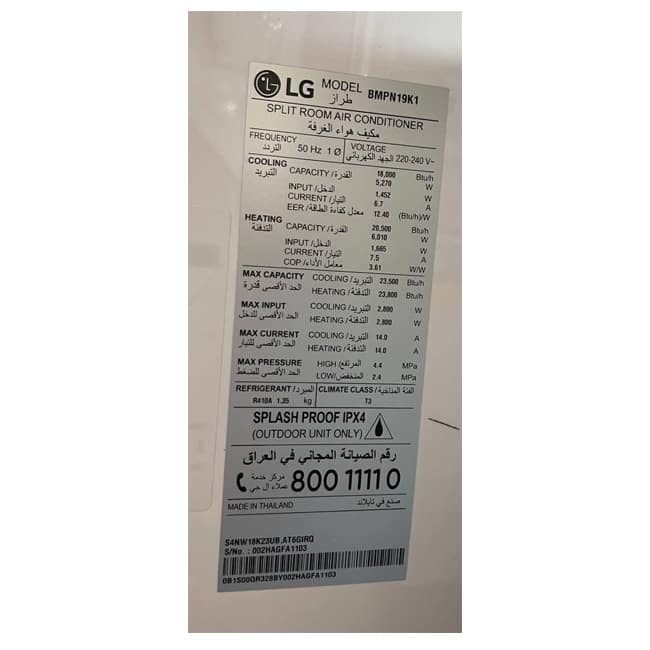 LG MODEL BMPN19K1
طراز
SPLIT ROOM AIR CONDITIONER
مكيف هواء الغرفة
FREQUENCY التردد 50 Hz 1 Ø VOLTAGE الجهد الكهربائي 220-240 V~
COOLING التبريد
CAPACITY / القدرة 18,000 Btu/h
5,270 W
INPUT / الدخل 1,452 W
CURRENT / التيار 6.7 A
EER / معدل كفاءة الطاقة 12.40 (Btu/h)/W
HEATING التدفئة
CAPACITY / القدرة 20,500 Btu/h
6,010 W
INPUT / الدخل 1,665 W
CURRENT / التيار 7.5 A
COP / معامل الأداء 3.61 W/W
MAX CAPACITY COOLING / التبريد 23,500 Btu/h
الحد الأقصى قدرة HEATING / التدفئة 23,800 Btu/h
MAX INPUT COOLING / التبريد 2,800 W
الحد الأقصى للدخل HEATING / التدفئة 2,800 W
MAX CURRENT COOLING / التبريد 14.0 A
الحد الأقصى للتيار HEATING / التدفئة 14.0 A
MAX PRESSURE HIGH / المرتفع 4.4 MPa
الحد الأقصى للضغط LOW / المنخفض 2.4 MPa
REFRIGERANT / المبرد CLIMATE CLASS / الفئة المناخية
R410A 1.35 kg T3
SPLASH PROOF IPX4
(OUTDOOR UNIT ONLY)
رقم الصيانة المجاني في العراق
مركز خدمة عملاء ال جي 800 11110
MADE IN THAILAND صنع في تايلاند
S4NW18K23UB.AT6GIRQ
S/No. : 002HAGFA1103
0B1S00QR328BY002HAGFA1103